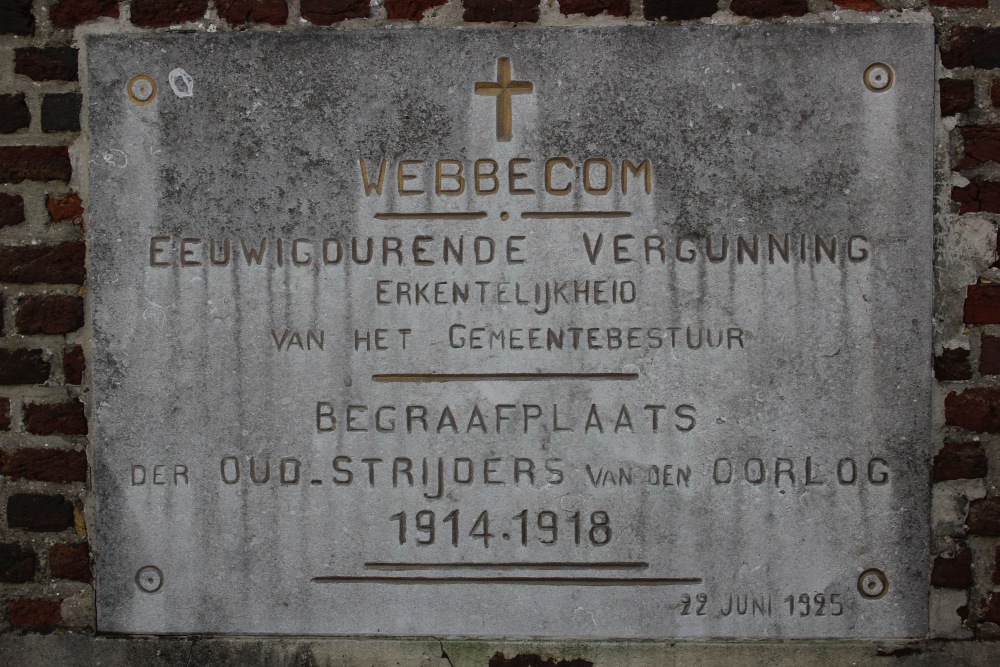 WEBBECOM
EEUWIGDURENDE VERGUNNING
ERKENTELIJKHEID
VAN HET GEMEENTEBESTUUR
BEGRAAFPLAATS
DER OUD-STRIJDERS VAN DEN OORLOG
1914.1918
22 JUNI 1925